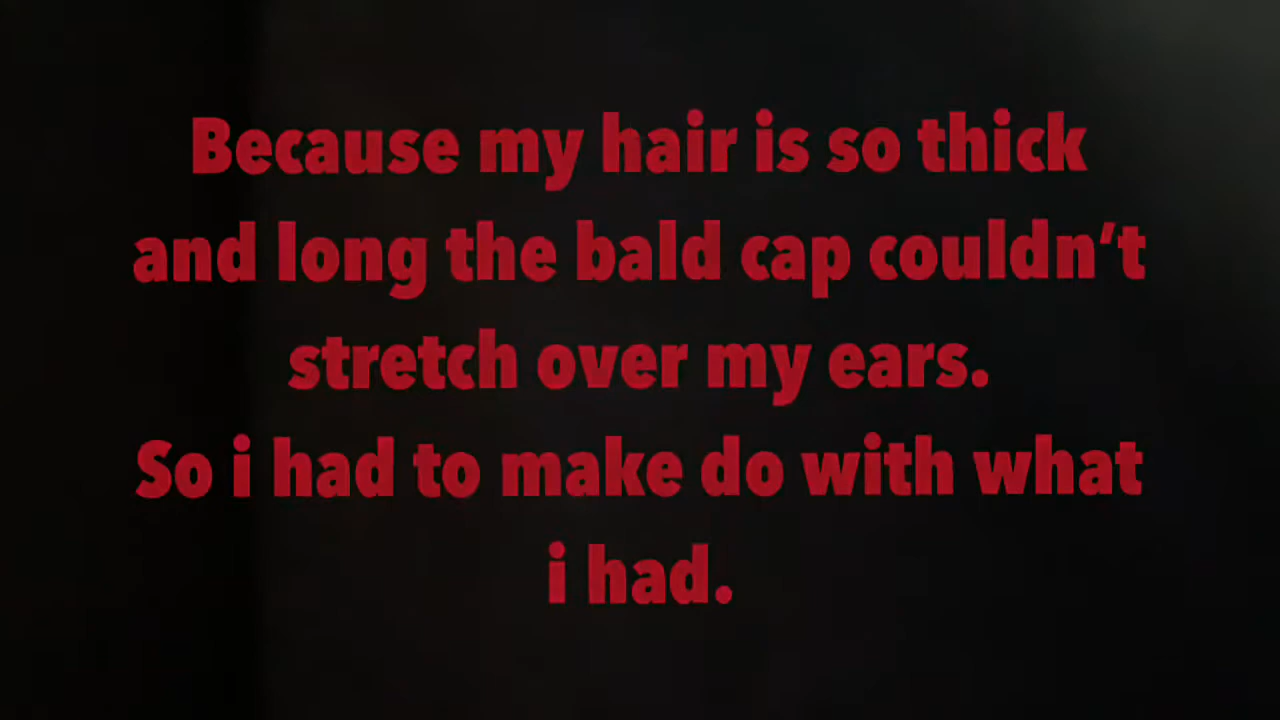 Because my hair is so thick
and long the bald cap couldn't
stretch over my ears.
So i had to make do with what
i had.